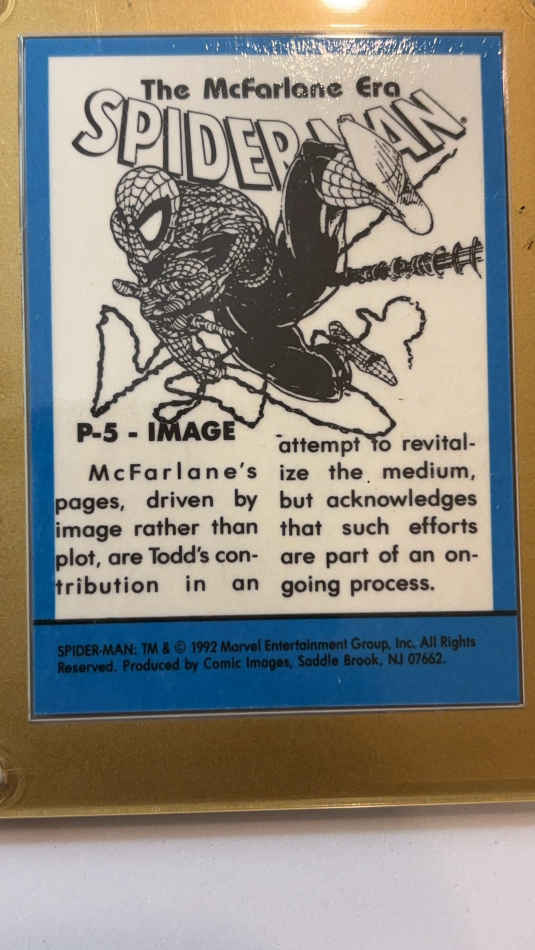 The McFarlane Era
SPIDER-MAN®
P-5 - IMAGE
McFarlane's
pages, driven by
image rather than
plot, are Todd's con-
tribution in an
attempt to revital-
ize the medium,
but acknowledges
that such efforts
are part of an on-
going process.
SPIDER-MAN: TM & © 1992 Marvel Entertainment Group, Inc. All Rights
Reserved. Produced by Comic Images, Saddle Brook, NJ 07662.